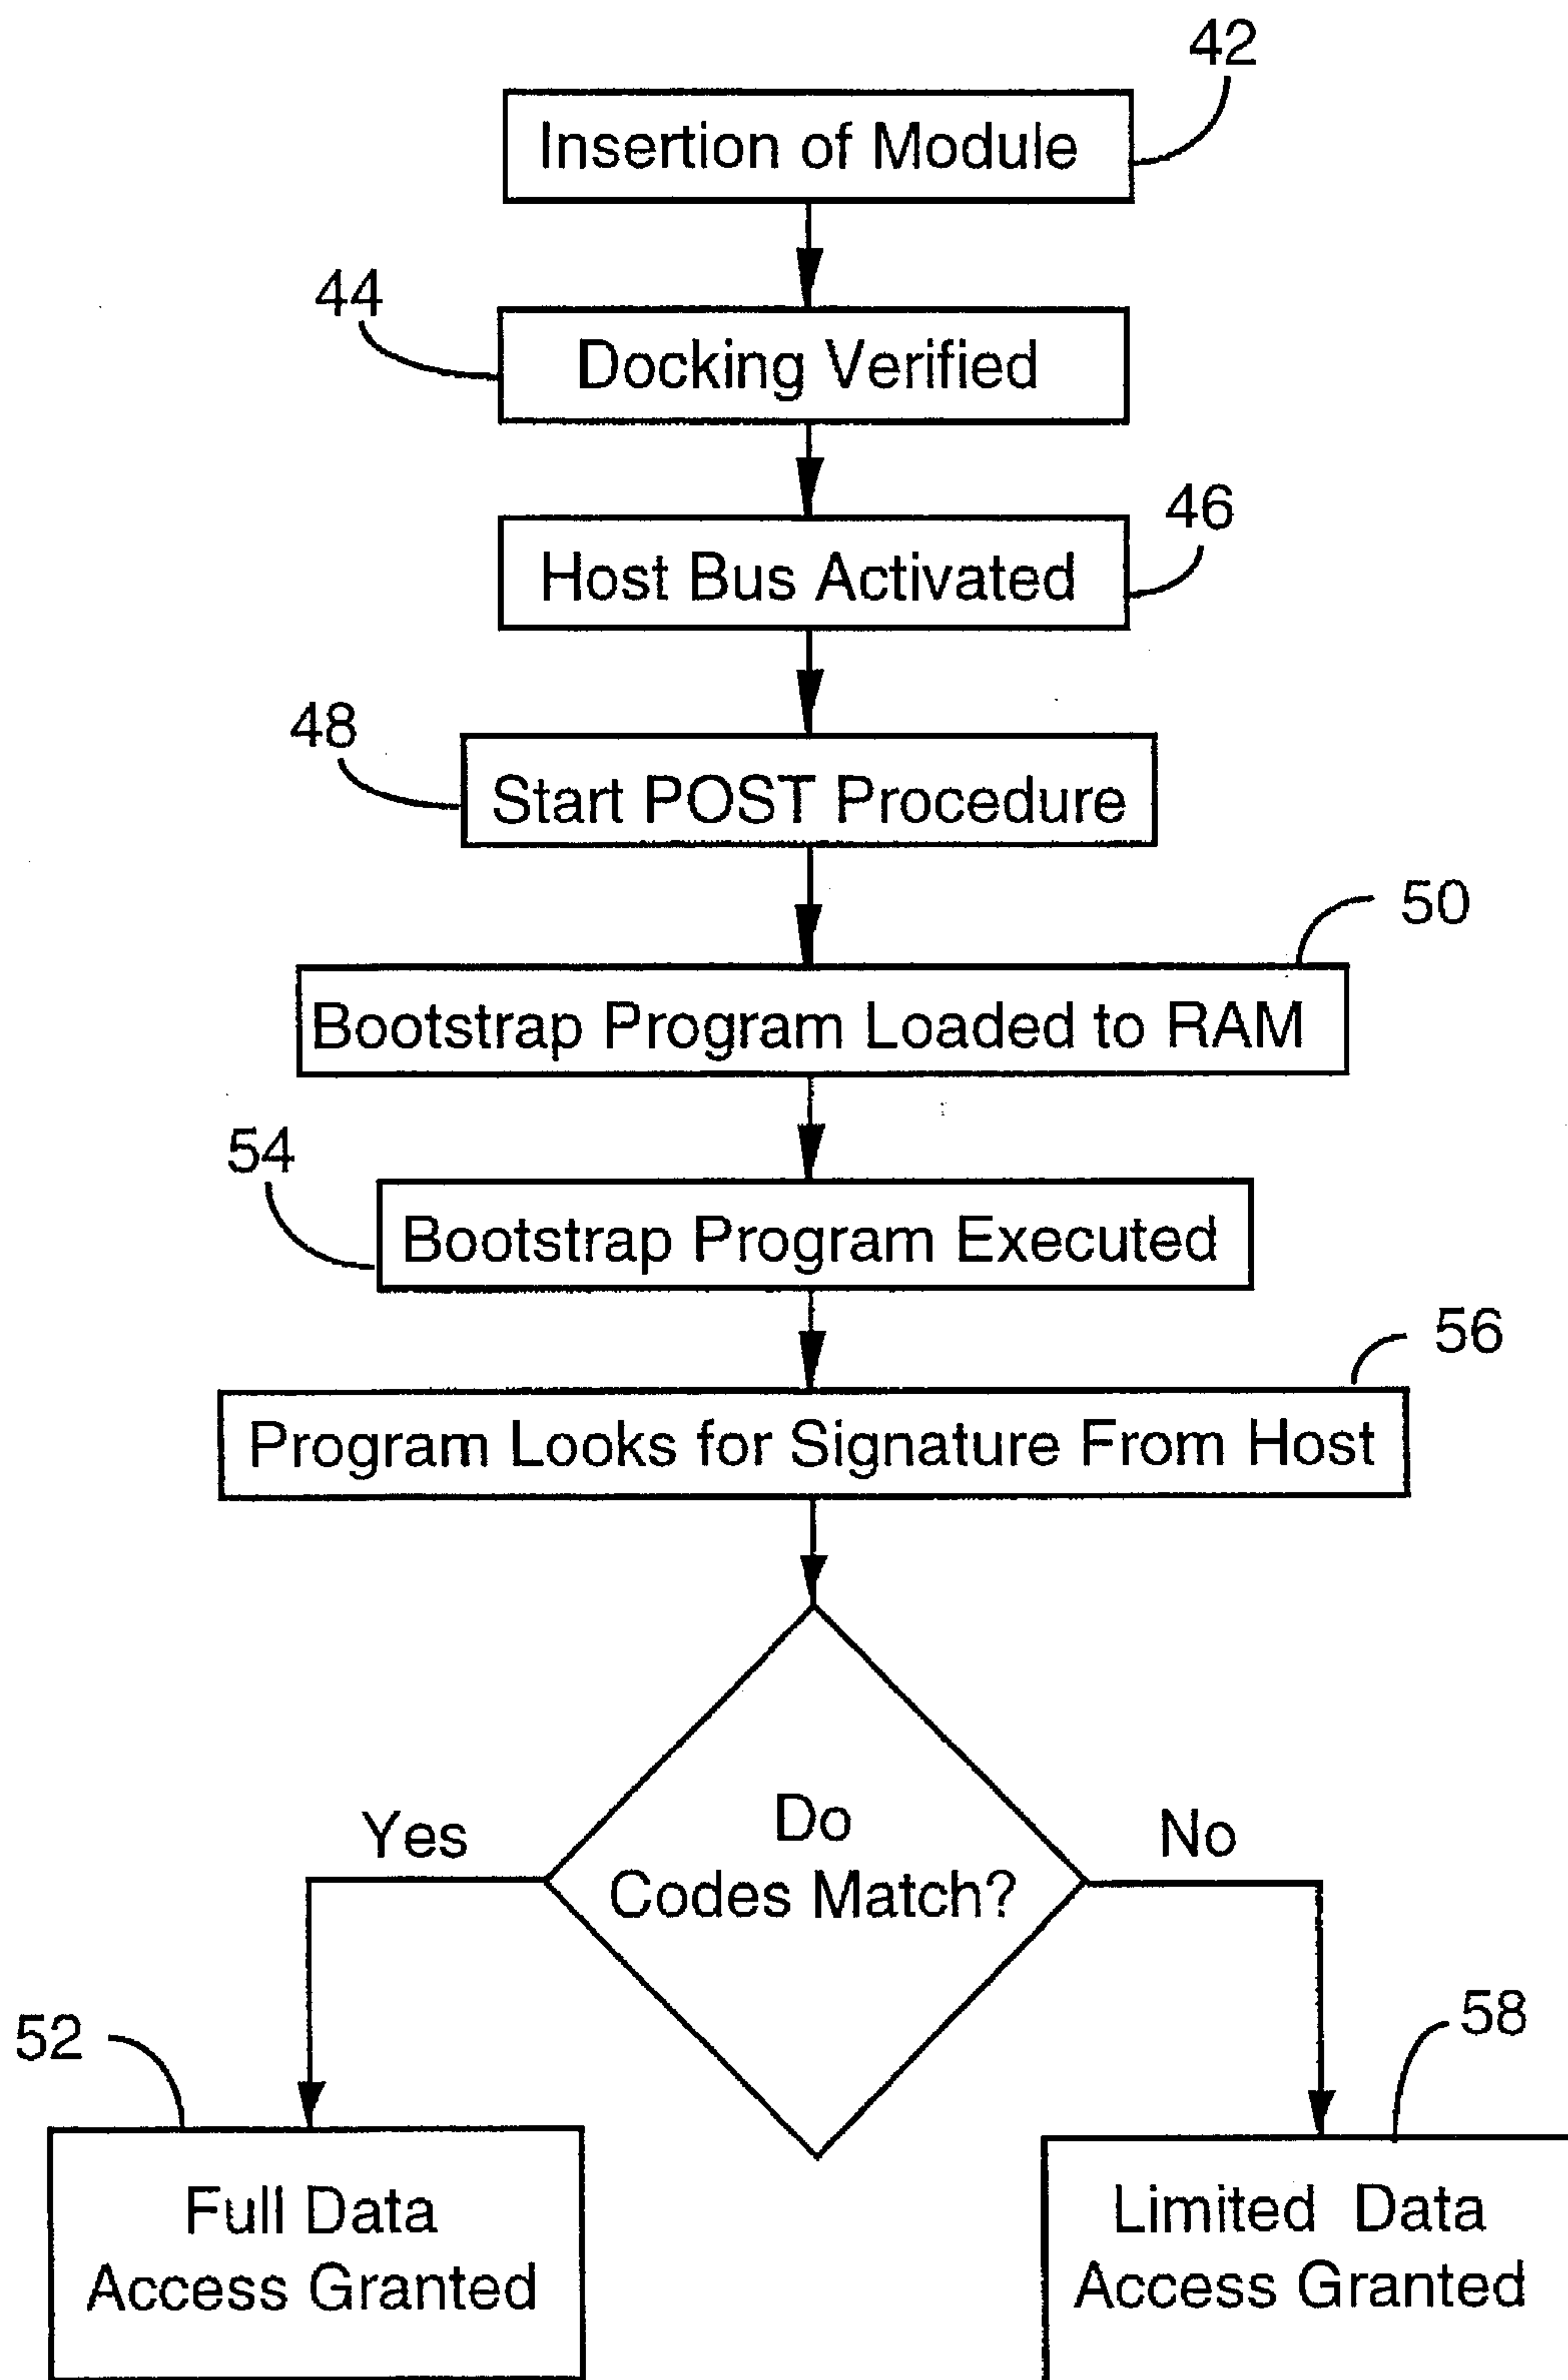 42
Insertion of Module
44
Docking Verified
46
Host Bus Activated
48
Start POST Procedure
50
Bootstrap Program Loaded to RAM
54
Bootstrap Program Executed
56
Program Looks for Signature From Host
Do
Codes Match?
Yes
No
52
58
Full Data
Access Granted
Limited Data
Access Granted